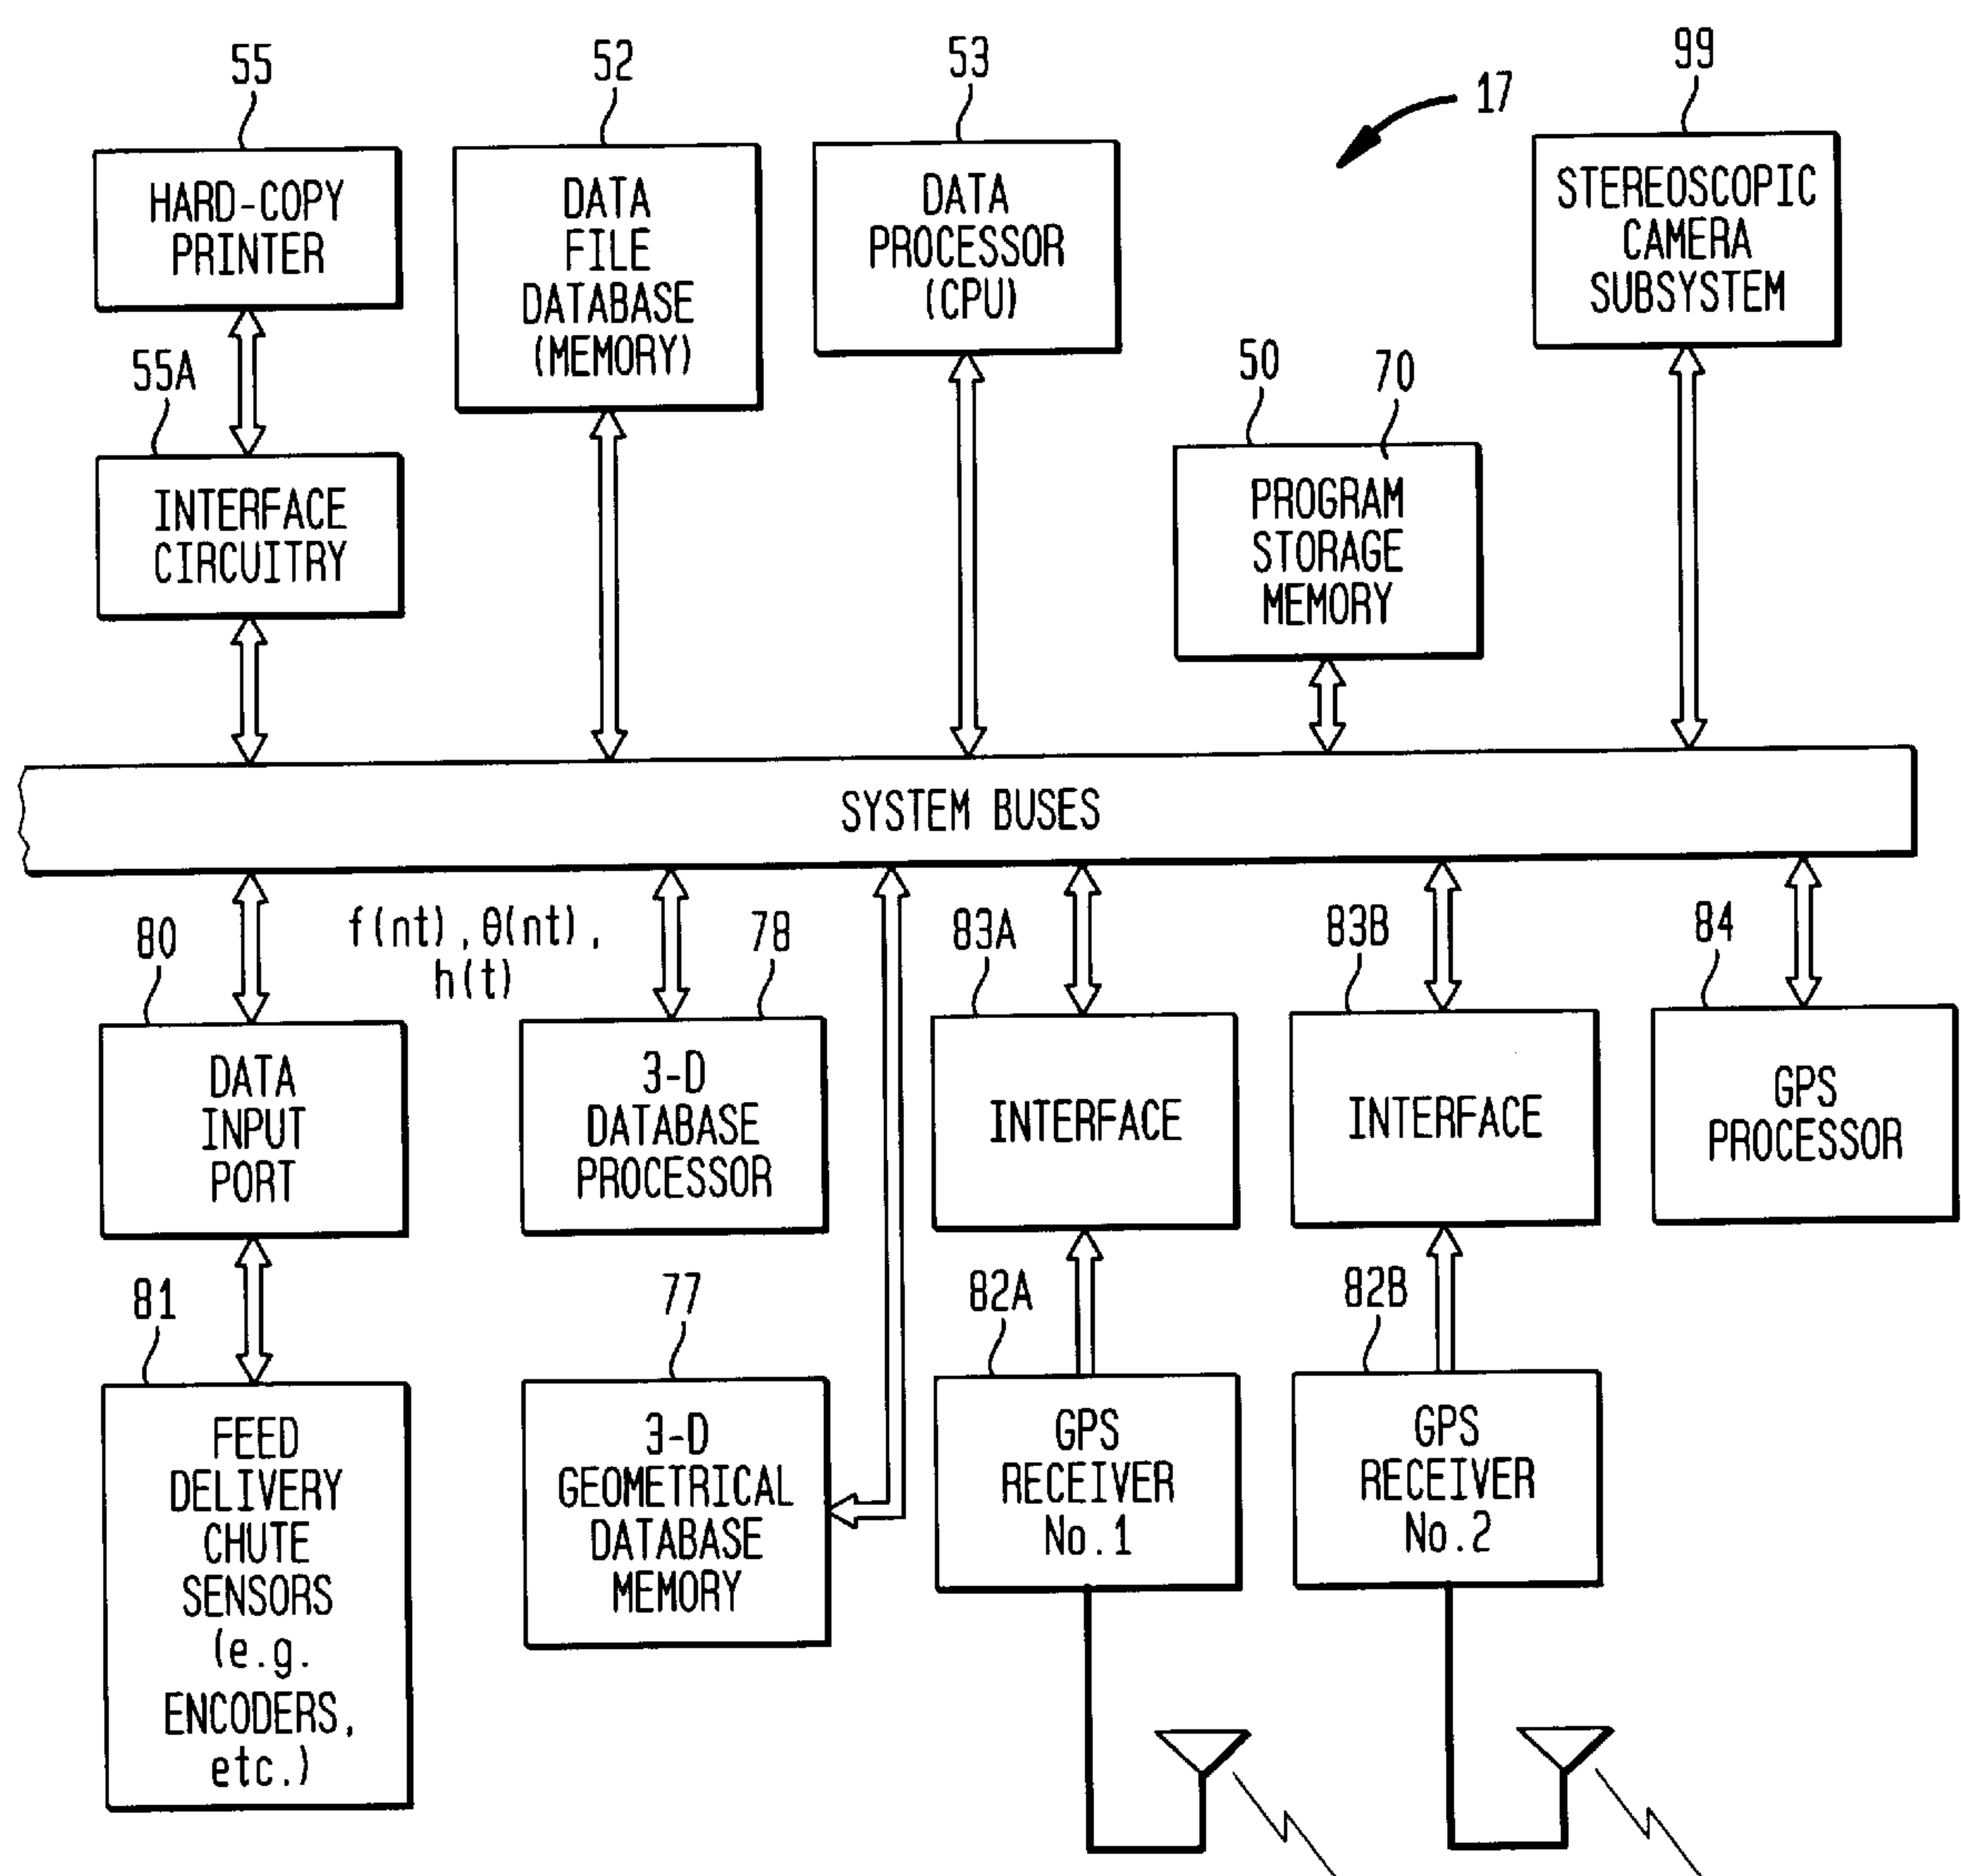 55
52
53
17
99
HARD-COPY
PRINTER
DATA
FILE
DATABASE
(MEMORY)
DATA
PROCESSOR
(CPU)
STEREOSCOPIC
CAMERA
SUBSYSTEM
55A
50
70
INTERFACE
CIRCUITRY
PROGRAM
STORAGE
MEMORY
SYSTEM BUSES
80
f(nt), θ(nt),
h(t)
78
83A
83B
84
DATA
INPUT
PORT
3-D
DATABASE
PROCESSOR
INTERFACE
INTERFACE
GPS
PROCESSOR
81
77
82A
82B
FEED
DELIVERY
CHUTE
SENSORS
(e.g.
ENCODERS,
etc.)
3-D
GEOMETRICAL
DATABASE
MEMORY
GPS
RECEIVER
No.1
GPS
RECEIVER
No.2